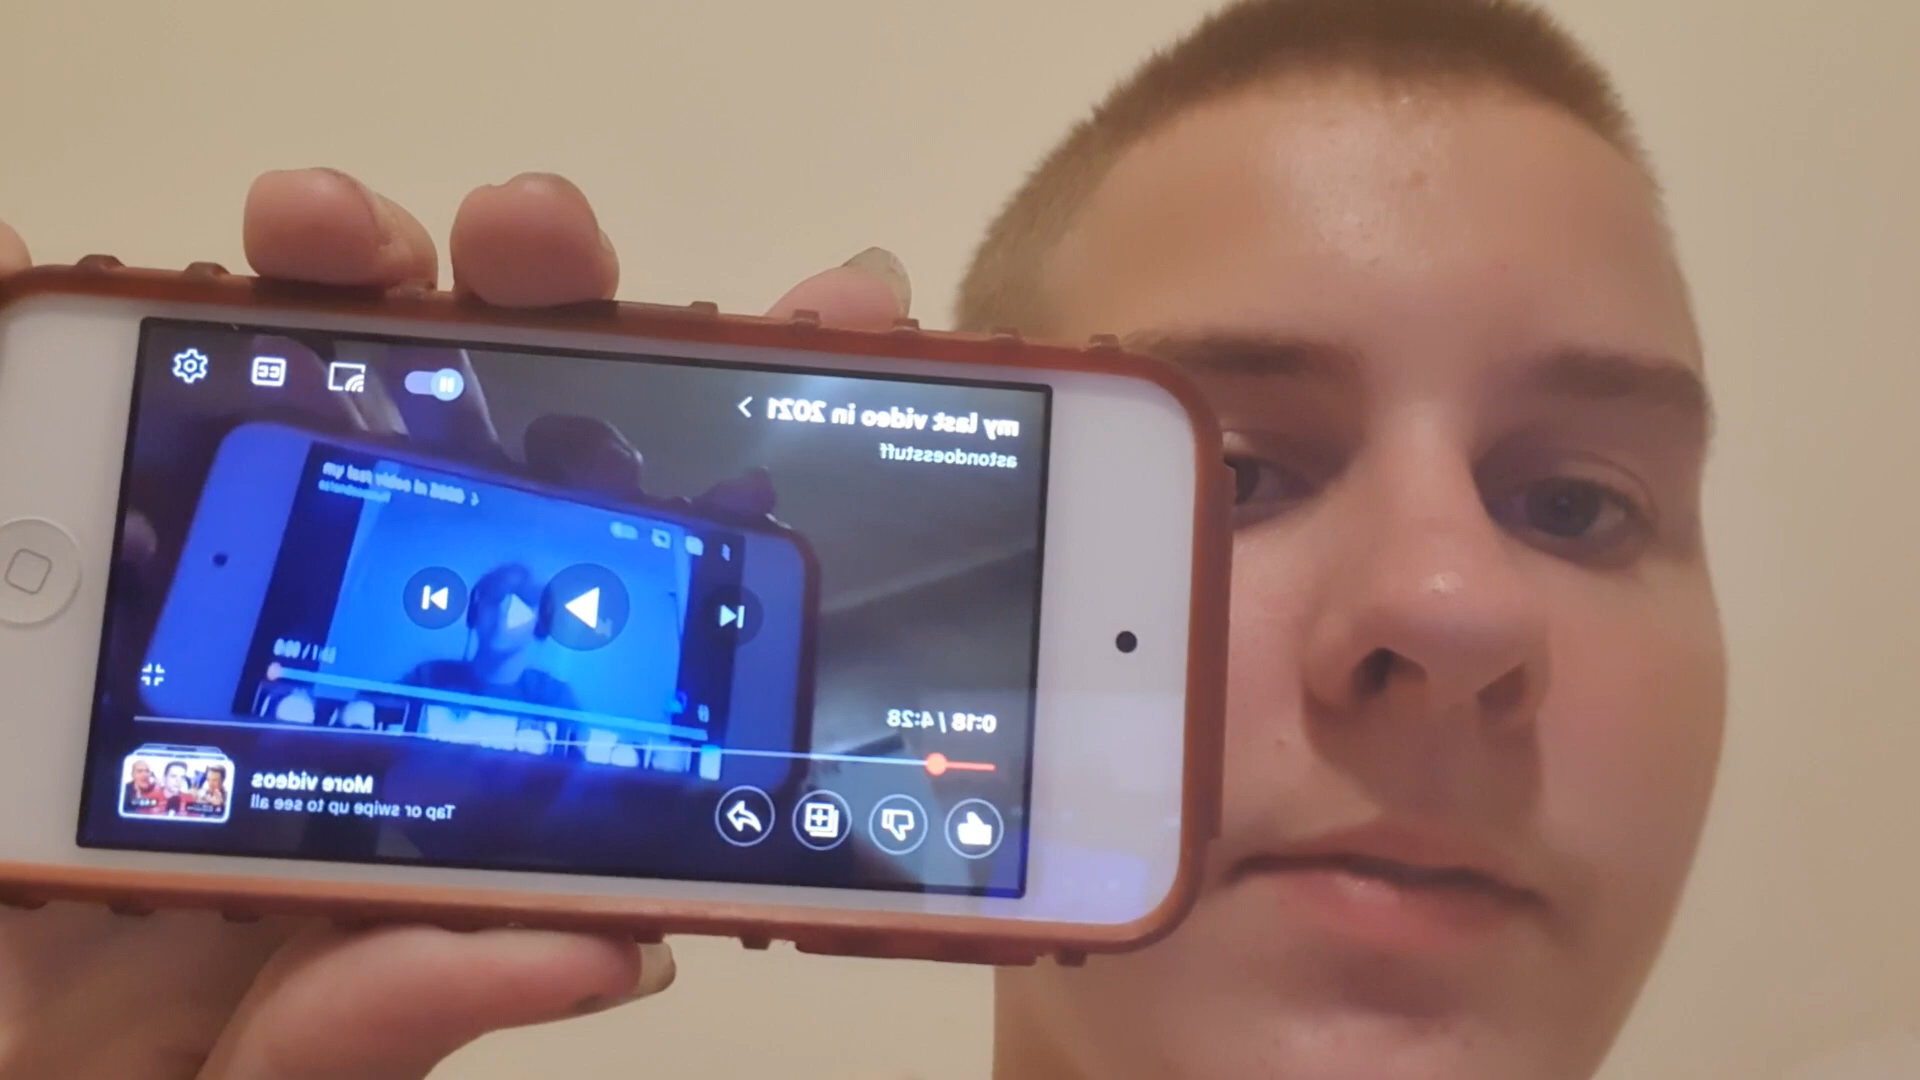 my last video in 2021
astondoesstuff
CC
0:18 / 4:28
More videos
Tap or swipe up to see all